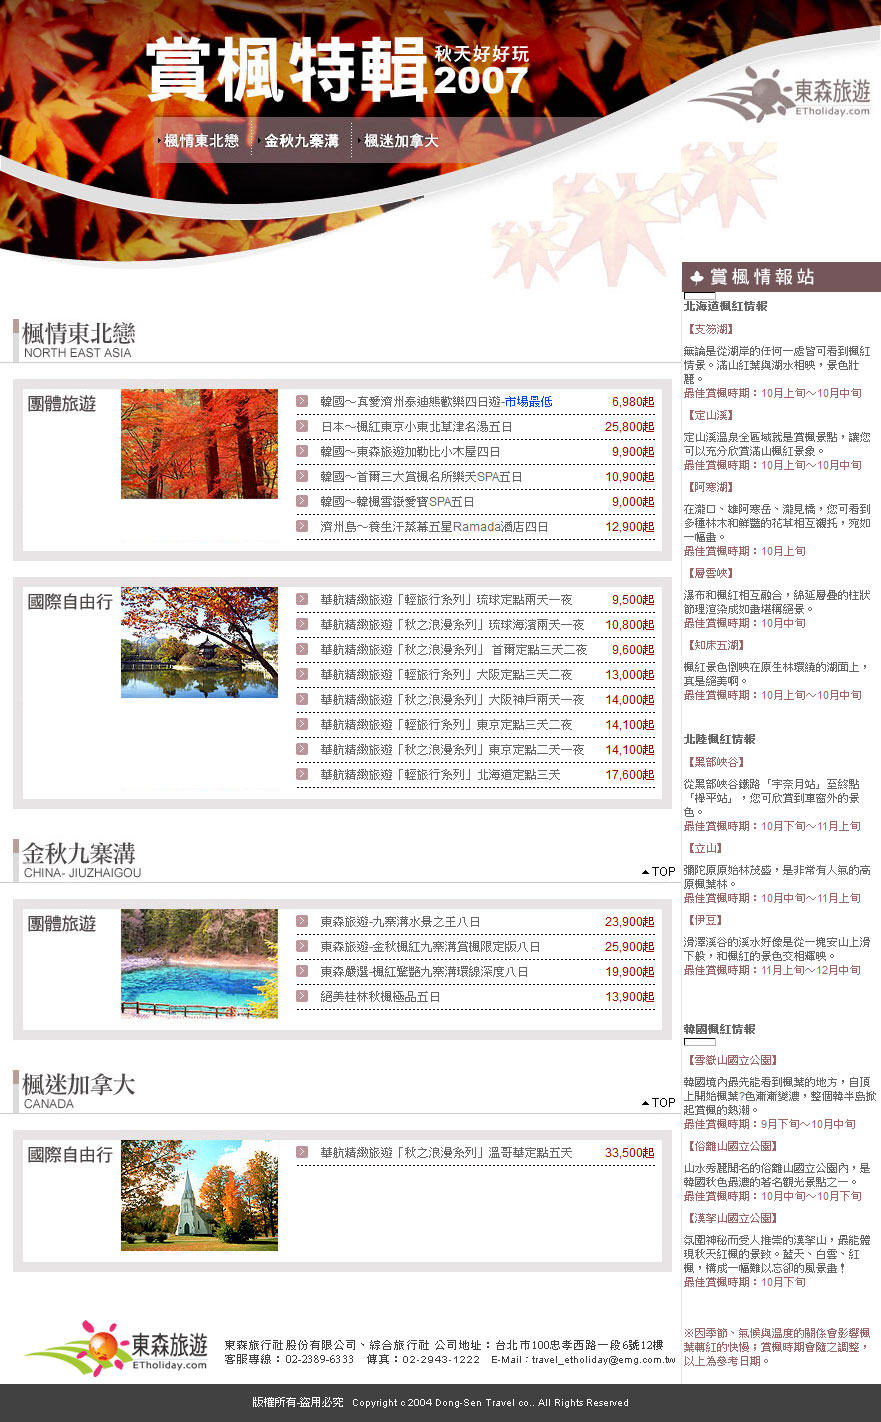 賞楓特輯
秋天好好玩
2007
東森旅遊
ETholiday.com
楓情東北戀
金秋九寨溝
楓迷加拿大
楓情東北戀
NORTH EAST ASIA
團體旅遊
韓國～真愛濟州泰迪熊歡樂四日遊-市場最低 6,980起
日本～楓紅東京小東北草津名湯五日 25,800起
韓國～東森旅遊加勒比小木屋四日 9,900起
韓國～首爾三大賞楓名所樂天SPA五日 10,900起
韓國～韓楓雪嶽愛寶SPA五日 9,000起
濟州島～養生汗蒸幕五星Ramada酒店四日 12,900起
國際自由行
華航精緻旅遊「輕旅行系列」琉球定點兩天一夜 9,500起
華航精緻旅遊「秋之浪漫系列」琉球海濱兩天一夜 10,800起
華航精緻旅遊「秋之浪漫系列」 首爾定點三天二夜 9,600起
華航精緻旅遊「輕旅行系列」大阪定點三天二夜 13,000起
華航精緻旅遊「秋之浪漫系列」大阪神戶兩天一夜 14,000起
華航精緻旅遊「輕旅行系列」東京定點三天二夜 14,100起
華航精緻旅遊「秋之浪漫系列」東京定點二天一夜 14,100起
華航精緻旅遊「輕旅行系列」北海道定點三天 17,600起
金秋九寨溝
CHINA- JIUZHAIGOU
TOP
團體旅遊
東森旅遊-九寨溝水景之王八日 23,900起
東森旅遊-金秋楓紅九寨溝賞楓限定版八日 25,900起
東森嚴選-楓紅驚艷九寨溝環線深度八日 19,900起
絕美桂林秋楓極品五日 13,900起
楓迷加拿大
CANADA
TOP
國際自由行
華航精緻旅遊「秋之浪漫系列」溫哥華定點五天 33,500起
賞楓情報站
北海道楓紅情報
【支笏湖】
無論是從湖岸的任何一處皆可看到楓紅
情景。滿山紅葉與湖水相映，景色壯
麗。
最佳賞楓時期：10月上旬～10月中旬
【定山溪】
定山溪溫泉全區域就是賞楓景點，讓您
可以充分欣賞滿山楓紅景象。
最佳賞楓時期：10月上旬～10月中旬
【阿寒湖】
在瀧口、雄阿寒岳、瀧見橋，您可看到
多種林木和鮮豔的花草相互襯托，宛如
一幅畫。
最佳賞楓時期：10月上旬
【層雲峽】
瀑布和楓紅相互融合，綿延層疊的柱狀
節理渲染成如畫堪稱絕景。
最佳賞楓時期：10月中旬
【知床五湖】
楓紅景色倒映在原生林環繞的湖面上，
真是絕美啊。
最佳賞楓時期：10月上旬～10月中旬
北陸楓紅情報
【黑部峽谷】
從黑部峽谷鐵路「宇奈月站」至終點
「櫸平站」，您可欣賞到車窗外的景
色。
最佳賞楓時期：10月下旬～11月上旬
【立山】
彌陀原原始林茂盛，是非常有人氣的高
原楓葉林。
最佳賞楓時期：10月中旬～11月上旬
【伊豆】
滑澤溪谷的溪水好像是從一塊安山上滑
下般，和楓紅的景色交相輝映。
最佳賞楓時期：11月上旬～12月中旬
韓國楓紅情報
【雪嶽山國立公園】
韓國境內最先能看到楓葉的地方，自頂
上開始楓葉?色漸漸變濃，整個韓半島掀
起賞楓的熱潮。
最佳賞楓時期：9月下旬～10月中旬
【俗離山國立公園】
山水秀麗聞名的俗離山國立公園內，是
韓國秋色最濃的著名觀光景點之一。
最佳賞楓時期：10月中旬～10月下旬
【漢拏山國立公園】
氛圍神秘而受人推崇的漢拏山，最能體
現秋天紅楓的景致。藍天、白雲、紅
楓，構成一幅難以忘卻的風景畫！
最佳賞楓時期：10月下旬
※因季節、氣候與溫度的關係會影響楓
葉轉紅的快慢；賞楓時期會隨之調整，
以上為參考日期。
東森旅遊
ETholiday.com
東森旅行社股份有限公司、綜合旅行社 公司地址：台北市100忠孝西路一段6號12樓
客服專線：02-2389-6333 傳真：02-2943-1222 E-Mail：travel_etholiday@emg.com.tw
版權所有-盜用必究 Copyright c 2004 Dong-Sen Travel co.. All Rights Reserved